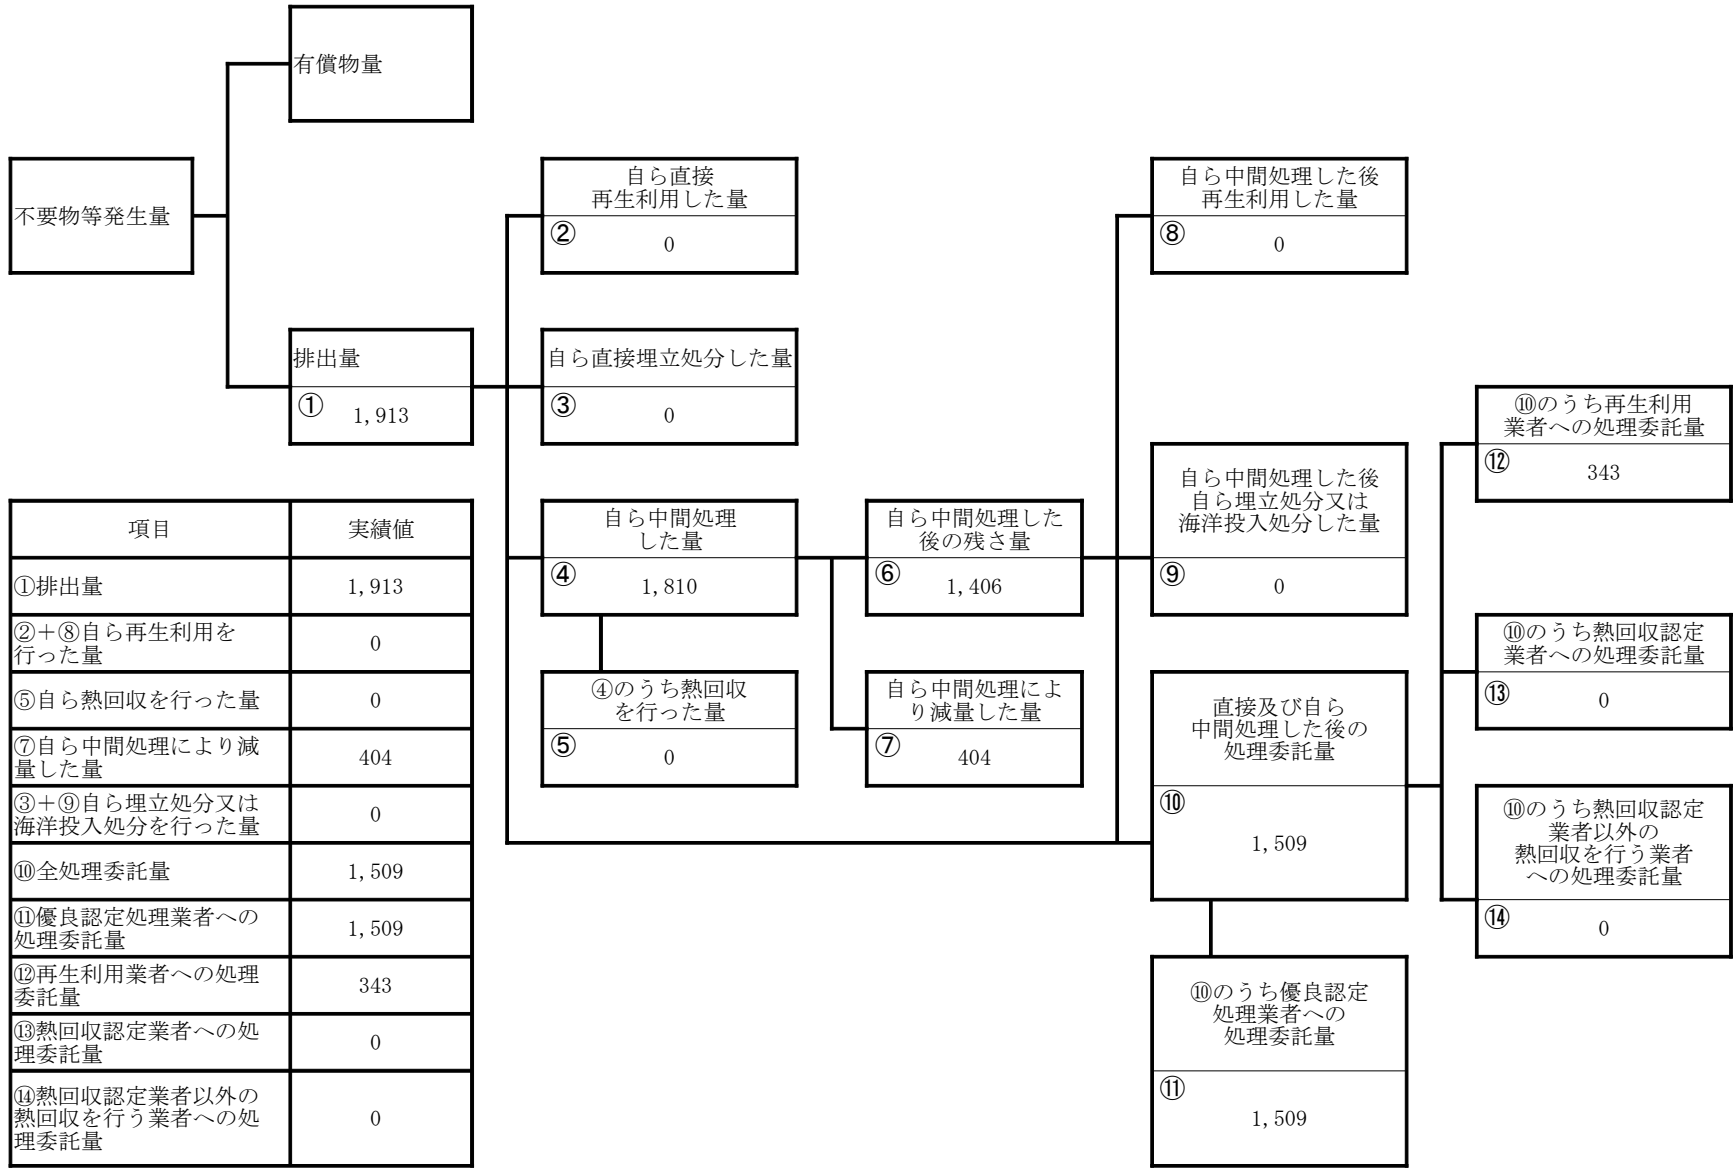 有償物量
不要物等発生量
排出量
① 1,913
自ら直接
再生利用した量
② 0
自ら直接埋立処分した量
③ 0
自ら中間処理
した量
④ 1,810
④のうち熱回収
を行った量
⑤ 0
自ら中間処理した
後の残さ量
⑥ 1,406
自ら中間処理によ
り減量した量
⑦ 404
自ら中間処理した後
再生利用した量
⑧ 0
自ら中間処理した後
自ら埋立処分又は
海洋投入処分した量
⑨ 0
直接及び自ら
中間処理した後の
処理委託量
⑩
1,509
⑩のうち優良認定
処理業者への
処理委託量
⑪
1,509
⑩のうち再生利用
業者への処理委託量
⑫ 343
⑩のうち熱回収認定
業者への処理委託量
⑬ 0
⑩のうち熱回収認定
業者以外の
熱回収を行う業者
への処理委託量
⑭ 0
項目 実績値
①排出量 1,913
②+⑧自ら再生利用を
行った量 0
⑤自ら熱回収を行った量 0
⑦自ら中間処理により減
量した量 404
③+⑨自ら埋立処分又は
海洋投入処分を行った量 0
⑩全処理委託量 1,509
⑪優良認定処理業者への
処理委託量 1,509
⑫再生利用業者への処理
委託量 343
⑬熱回収認定業者への処
理委託量 0
⑭熱回収認定業者以外の
熱回収を行う業者への処
理委託量 0